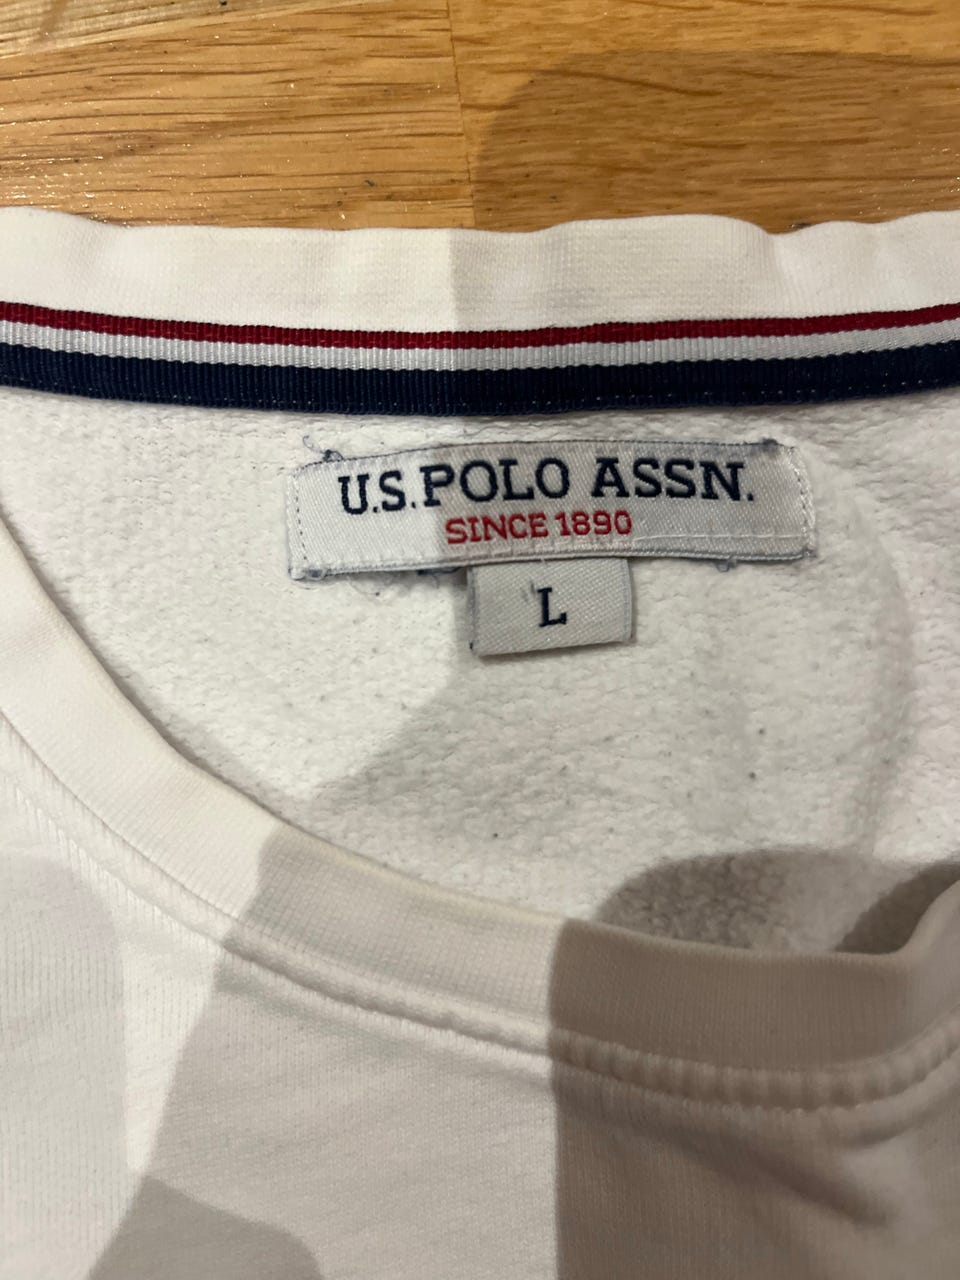 U.S. POLO ASSN.
SINCE 1890
L